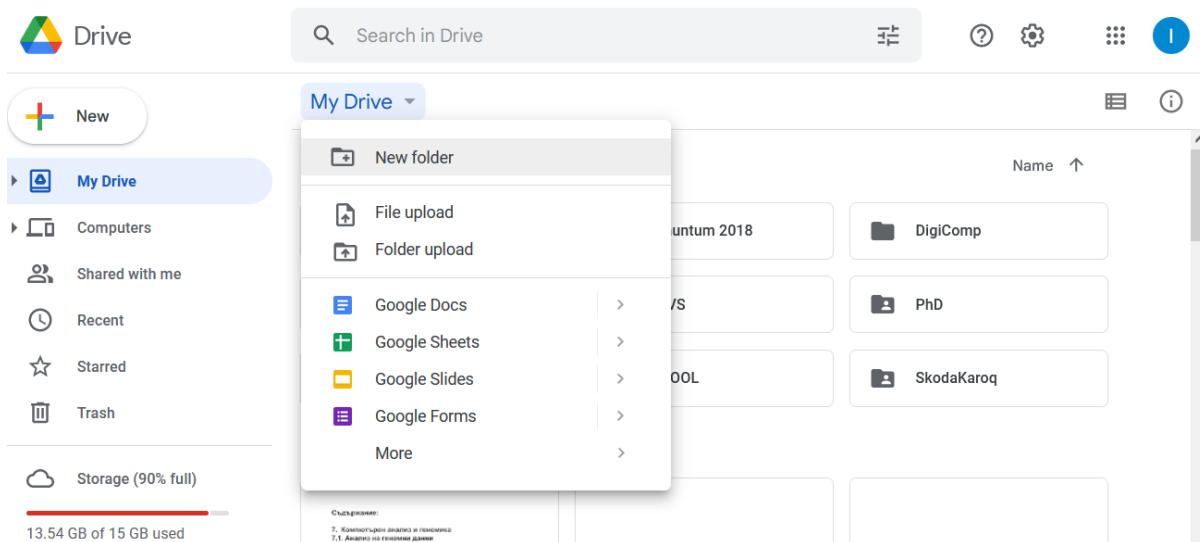 Drive
Search in Drive
I
New
My Drive
My Drive
Computers
Shared with me
Recent
Starred
Trash
Storage (90% full)
13.54 GB of 15 GB used
New folder
File upload
Folder upload
Google Docs
Google Sheets
Google Slides
Google Forms
More
Name
untum 2018
DigiComp
VS
PhD
OOL
SkodaKaroq
Съдържание:
7. Компютърен анализ и геномика
7.1. Анализ на геномни данни